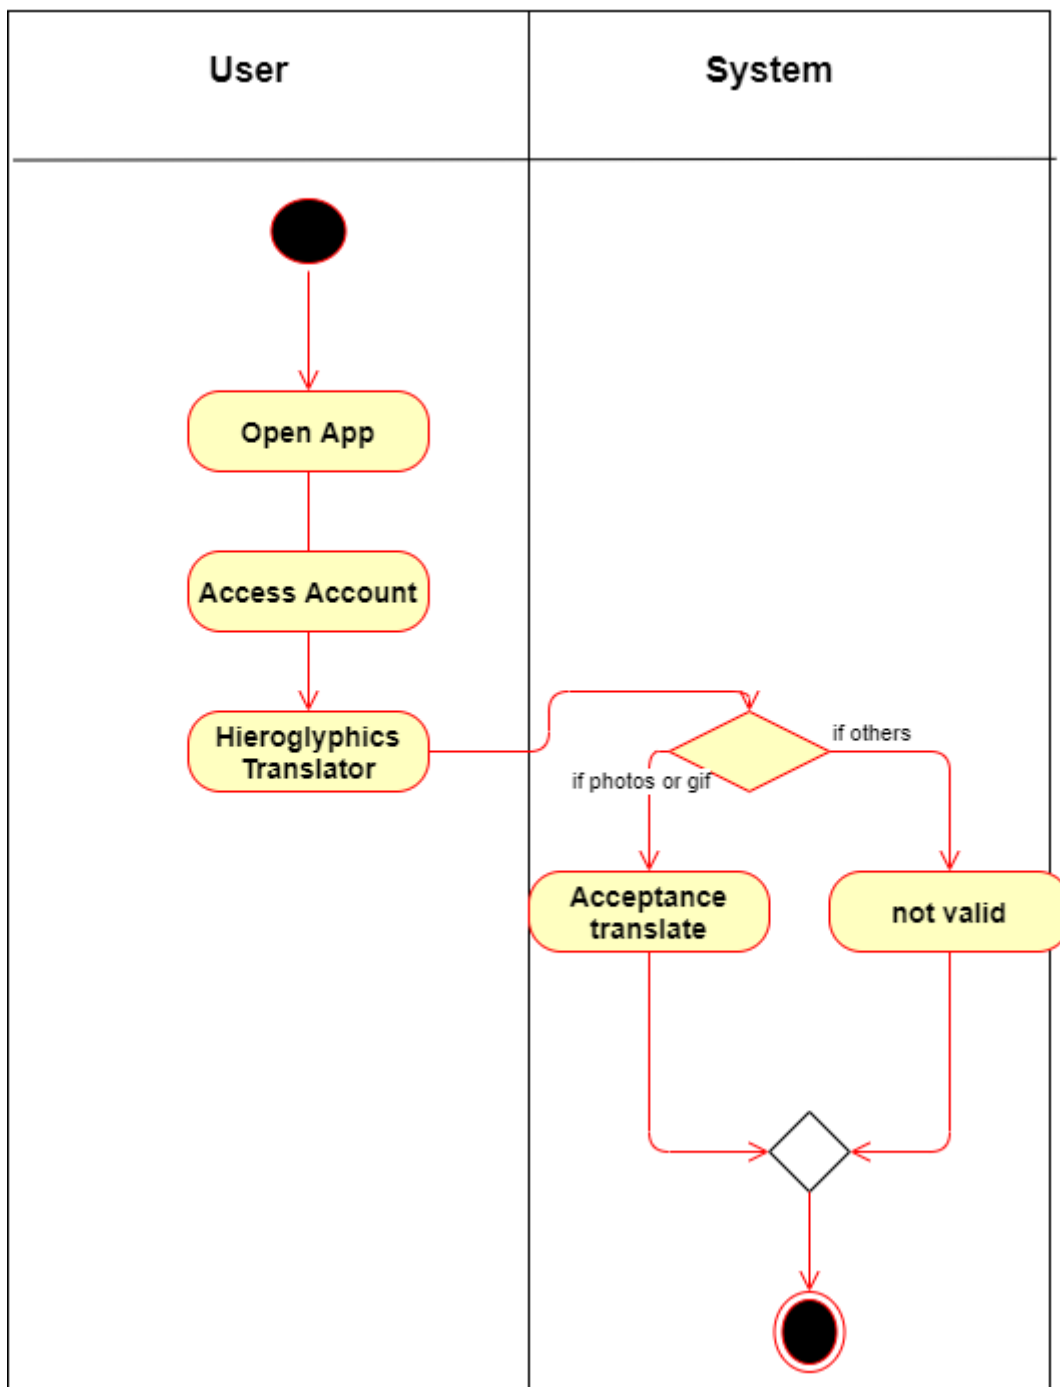 User
System
Open App
Access Account
Hieroglyphics
Translator
if others
if photos or gif
Acceptance
translate
not valid